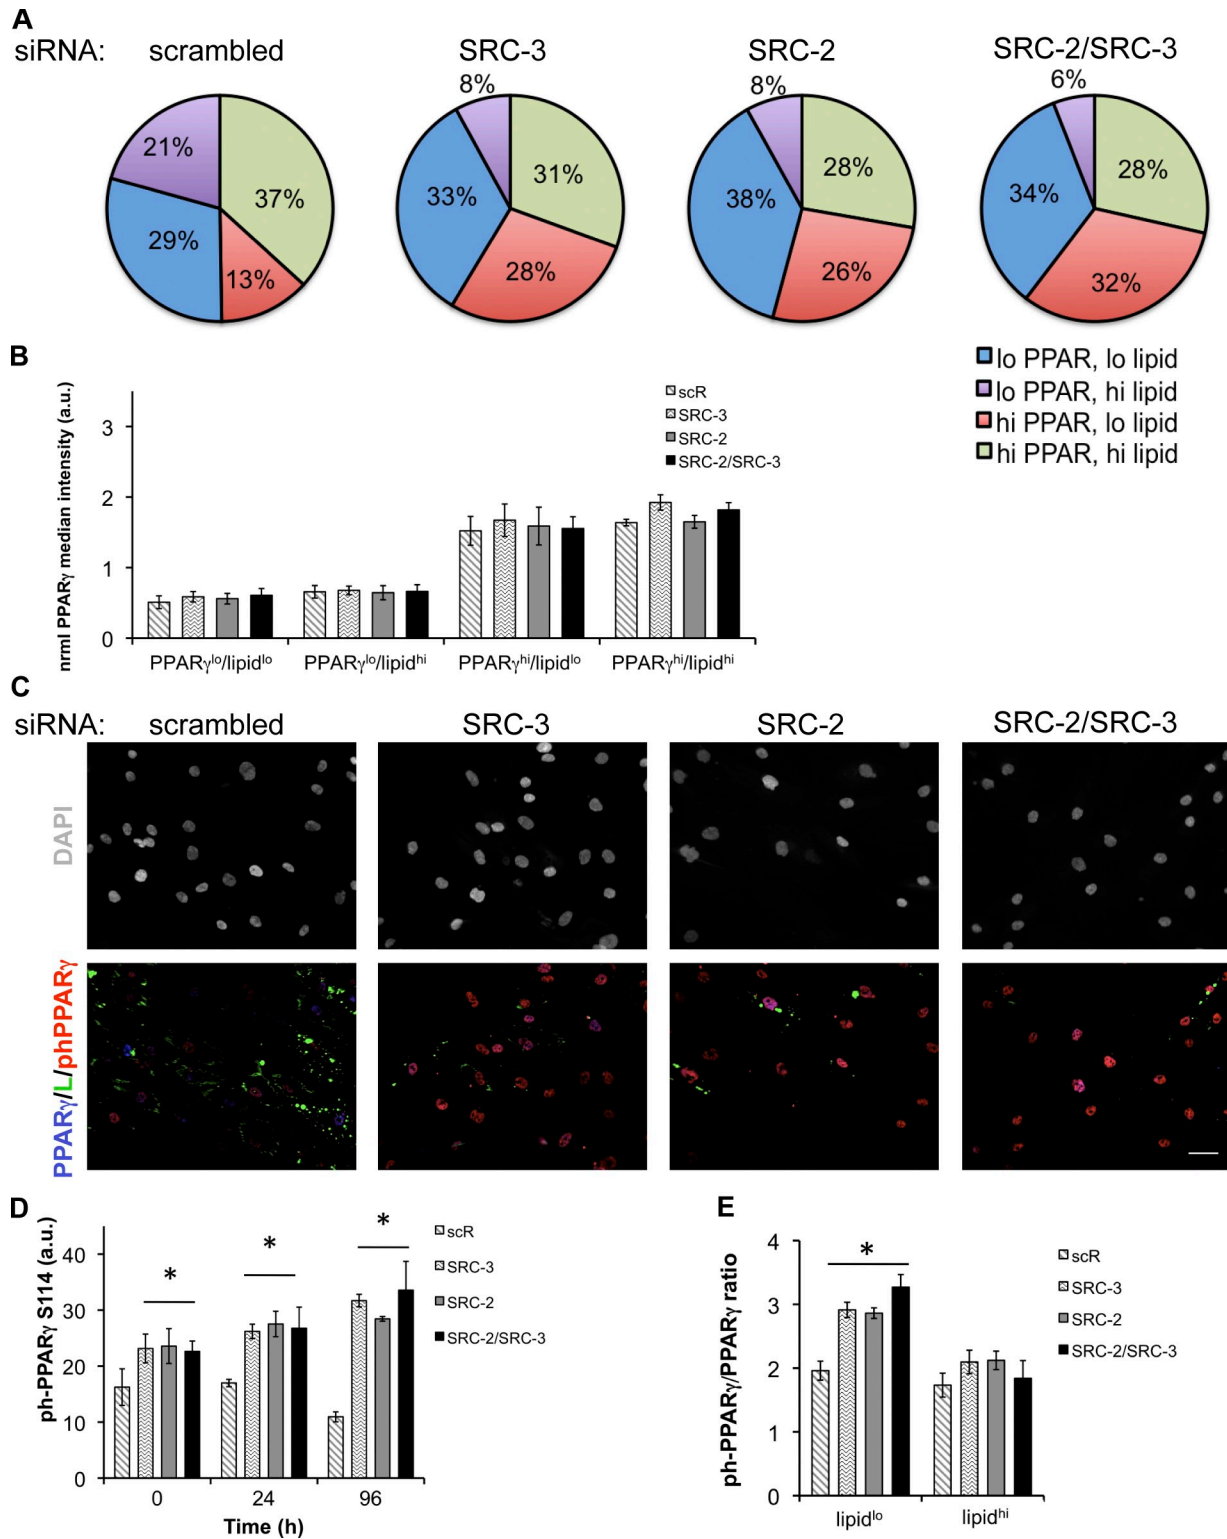 A
siRNA: scrambled SRC-3 SRC-2 SRC-2/SRC-3
21% 37% 29% 13%
8% 31% 33% 28%
8% 28% 38% 26%
6% 28% 34% 32%
lo PPAR, lo lipid
lo PPAR, hi lipid
hi PPAR, lo lipid
hi PPAR, hi lipid
B
nrml PPARγ median intensity (a.u.)
3
2
1
0
scR
SRC-3
SRC-2
SRC-2/SRC-3
PPARγlo/lipidlo PPARγlo/lipidhi PPARγhi/lipidlo PPARγhi/lipidhi
C
siRNA: scrambled SRC-3 SRC-2 SRC-2/SRC-3
DAPI
PPARγ/L/phPPARγ
D
ph-PPARγ S114 (a.u.)
40
30
20
10
0
* * *
scR
SRC-3
SRC-2
SRC-2/SRC-3
0 24 96
Time (h)
E
ph-PPARγ/PPARγ ratio
4
3
2
1
0
*
scR
SRC-3
SRC-2
SRC-2/SRC-3
lipidlo lipidhi